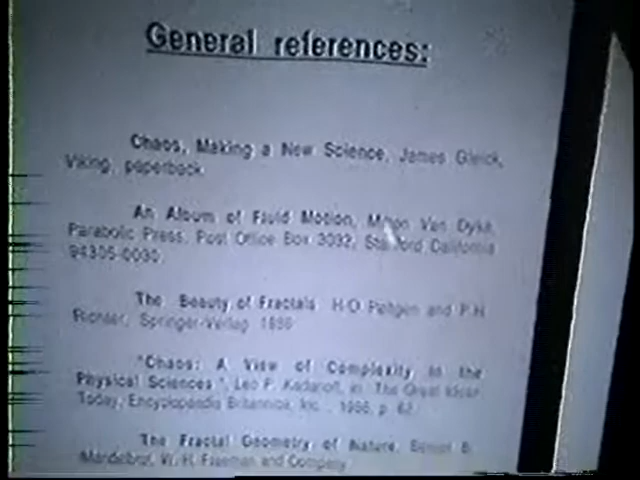 General references:
Chaos, Making a New Science, James Gleick,
Viking, paperback.
An Album of Fluid Motion, Milton Van Dyke,
Parabolic Press, Post Office Box 3032, Stanford California
94305-0030.
The Beauty of Fractals H-O Peitgen and P.H.
Richter, Springer-Verlag 1986
"Chaos: A View of Complexity in the
Physical Sciences ", Leo P. Kadanoff, in The Great Ideas
Today, Encyclopedia Britannica, Inc., 1986, p. 62.
The Fractal Geometry of Nature, Benoit B.
Mandelbrot, W. H. Freeman and Company